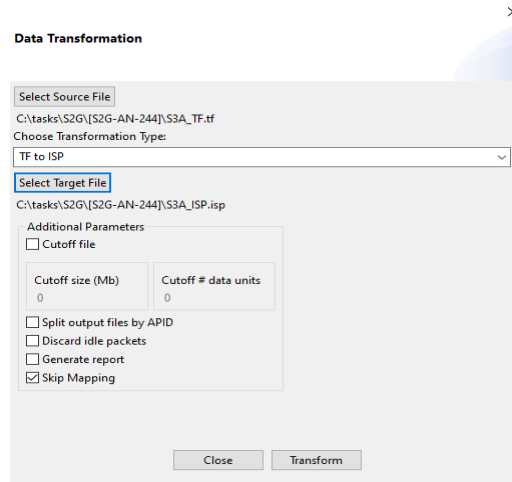 Data Transformation
Select Source File
C:\tasks\S2G\[S2G-AN-244]\S3A_TF.tf
Choose Transformation Type:
TF to ISP
Select Target File
C:\tasks\S2G\[S2G-AN-244]\S3A_ISP.isp
Additional Parameters
Cutoff file
Cutoff size (Mb) Cutoff # data units
0 0
Split output files by APID
Discard idle packets
Generate report
Skip Mapping
Close Transform